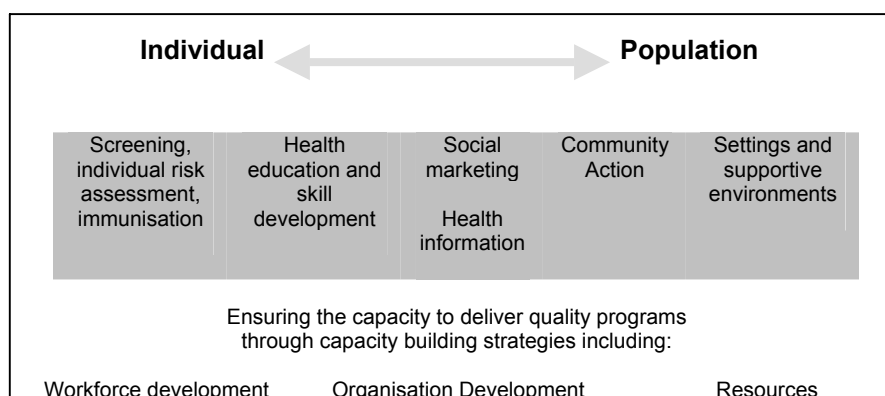 Individual Population
Screening,
individual risk
assessment,
immunisation
Health
education and
skill
development
Social
marketing
Health
information
Community
Action
Settings and
supportive
environments
Ensuring the capacity to deliver quality programs
through capacity building strategies including:
Workforce development Organisation Development Resources